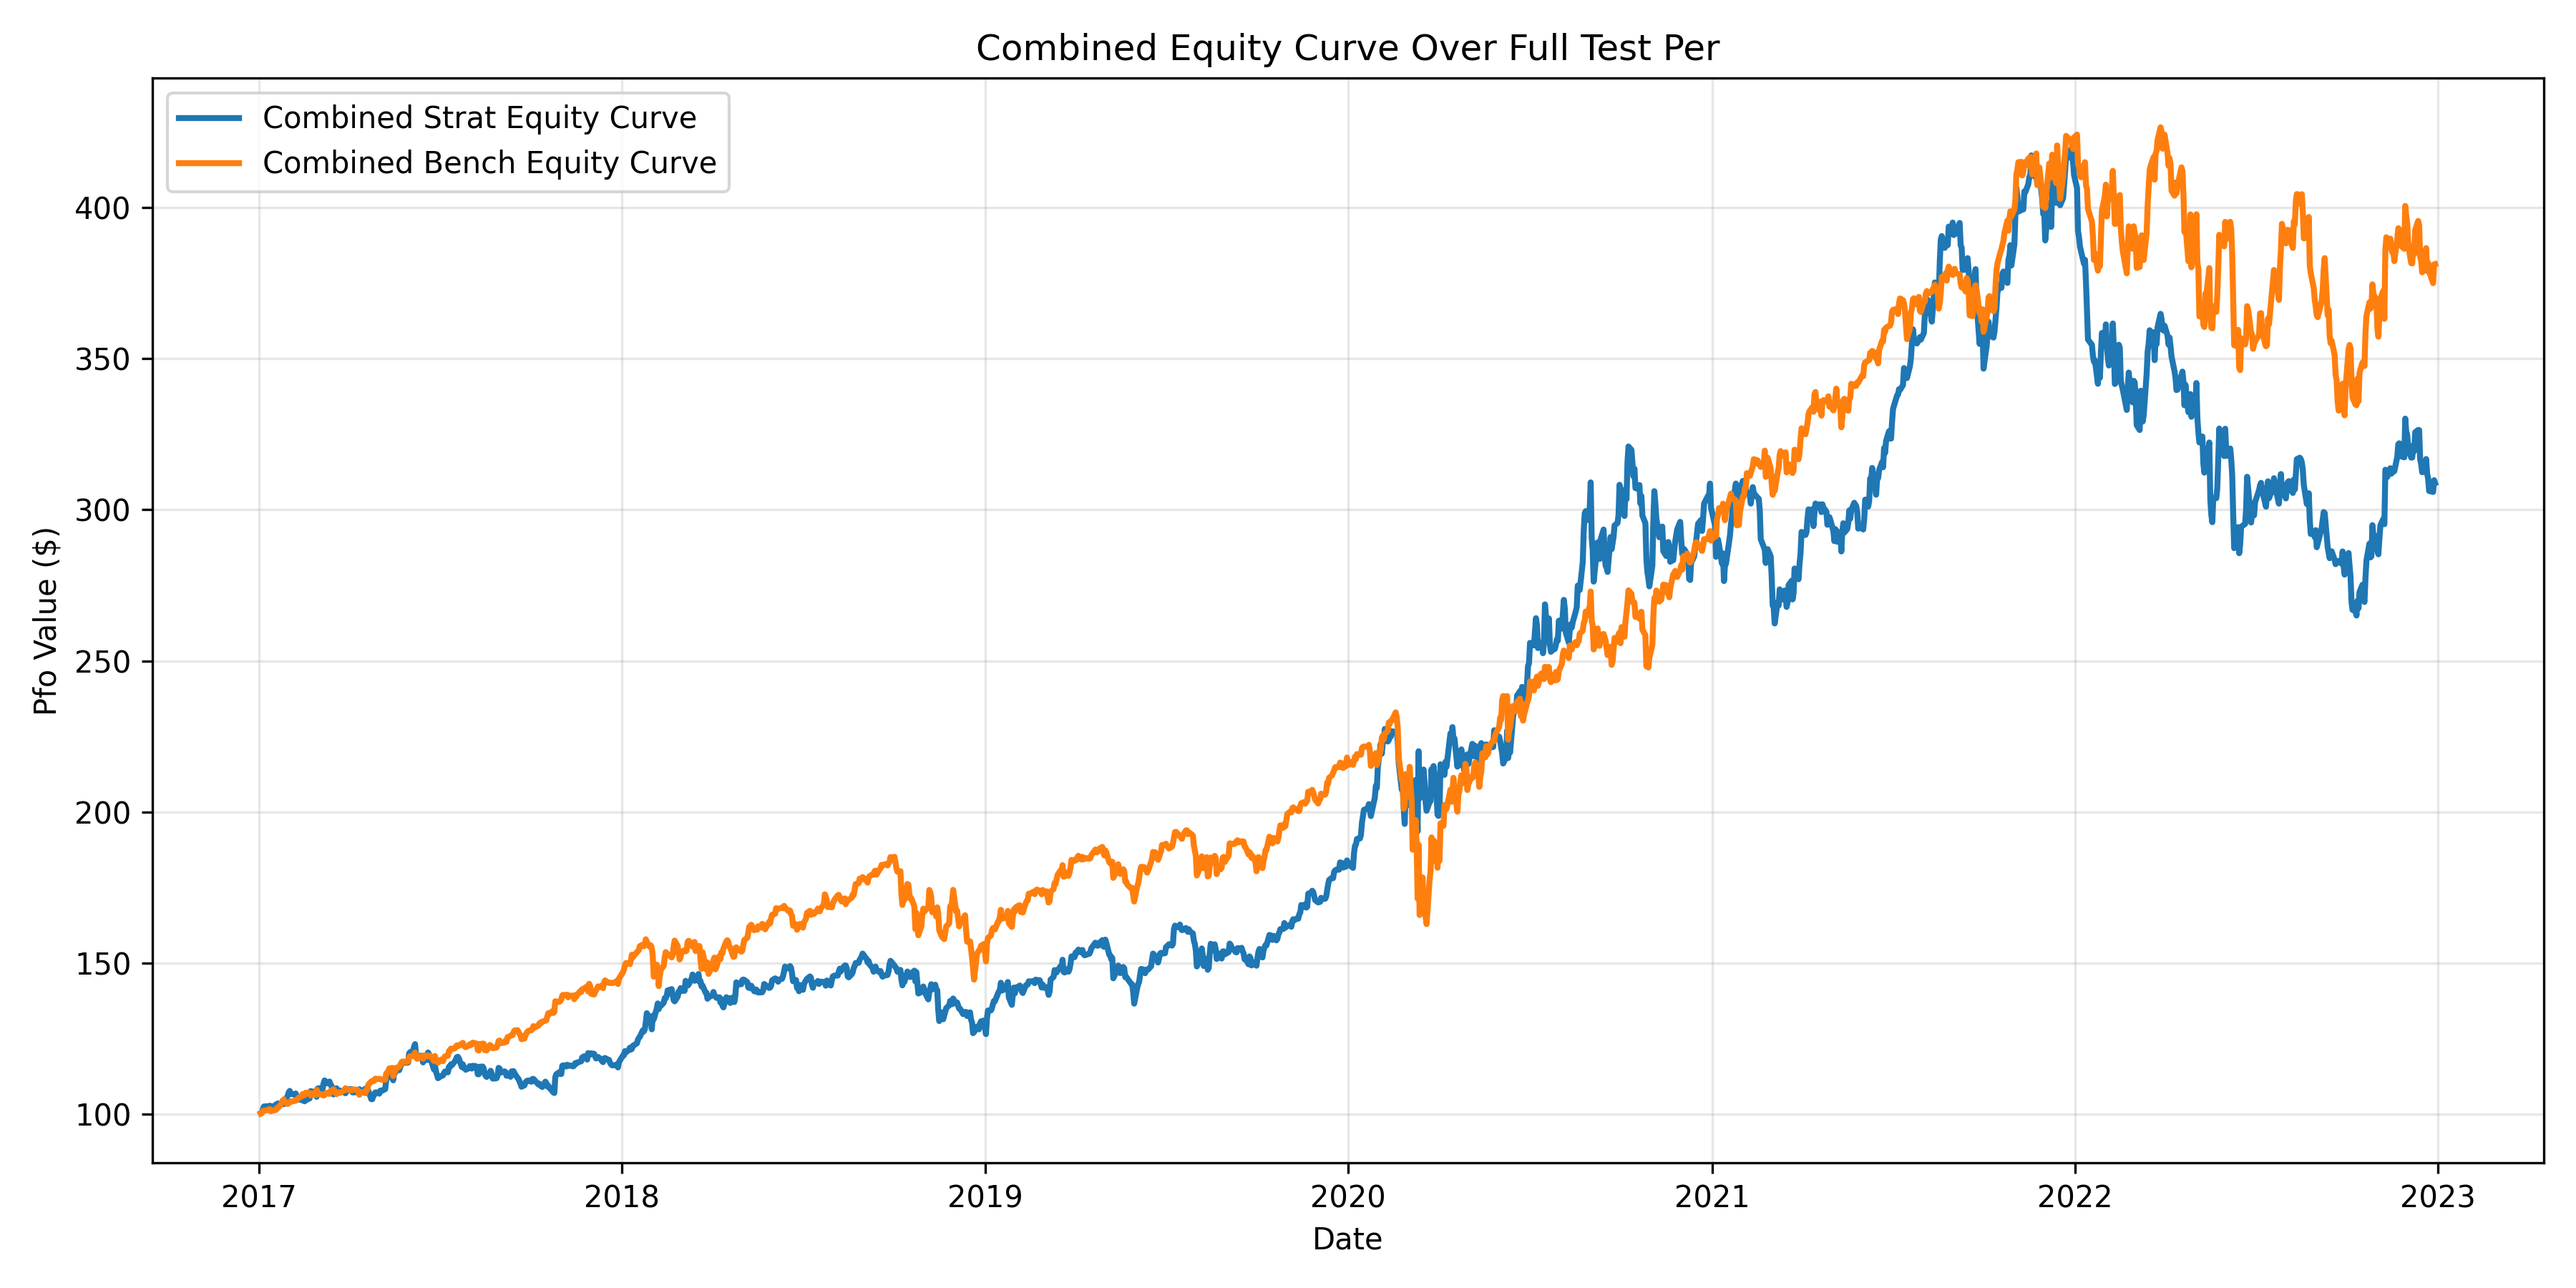 Combined Equity Curve Over Full Test Per
Combined Strat Equity Curve
Combined Bench Equity Curve
400
350
300
250
200
150
100
Pfo Value ($)
2017
2018
2019
2020
2021
2022
2023
Date